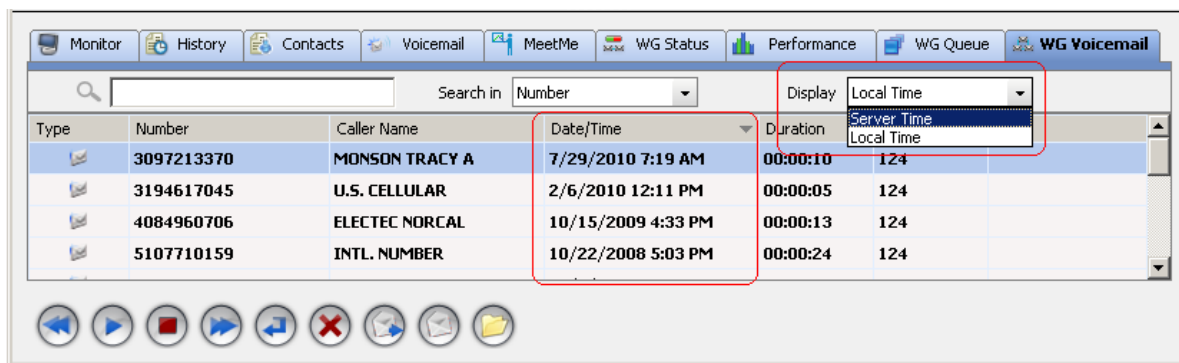 Monitor History Contacts Voicemail MeetMe WG Status Performance WG Queue WG Voicemail
Search in Number Display Local Time
Server Time
Local Time
Type Number Caller Name Date/Time Duration
3097213370 MONSON TRACY A 7/29/2010 7:19 AM 00:00:10 124
3194617045 U.S. CELLULAR 2/6/2010 12:11 PM 00:00:05 124
4084960706 ELECTEC NORCAL 10/15/2009 4:33 PM 00:00:13 124
5107710159 INTL. NUMBER 10/22/2008 5:03 PM 00:00:24 124